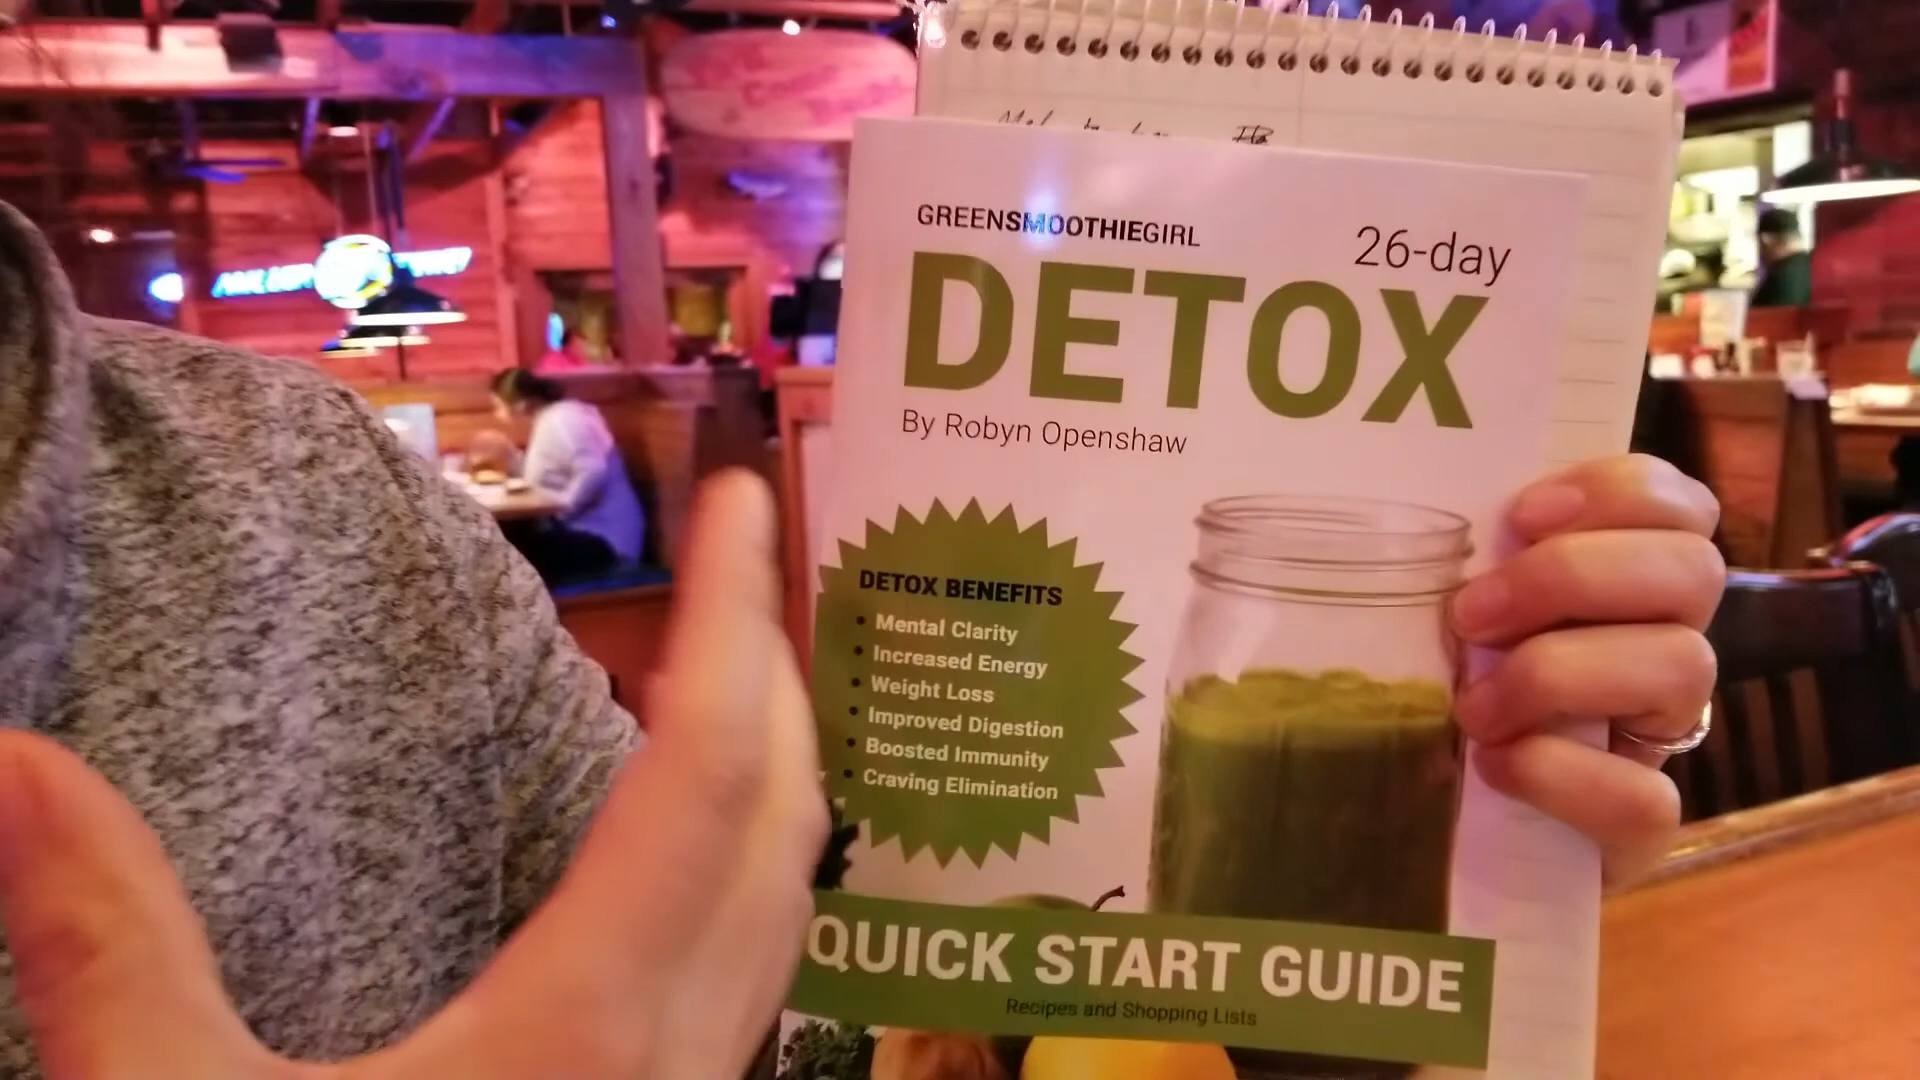 GREENSMOOTHIEGIRL
26-day
DETOX
By Robyn Openshaw
DETOX BENEFITS
• Mental Clarity
• Increased Energy
• Weight Loss
• Improved Digestion
• Boosted Immunity
• Craving Elimination
QUICK START GUIDE
Recipes and Shopping Lists